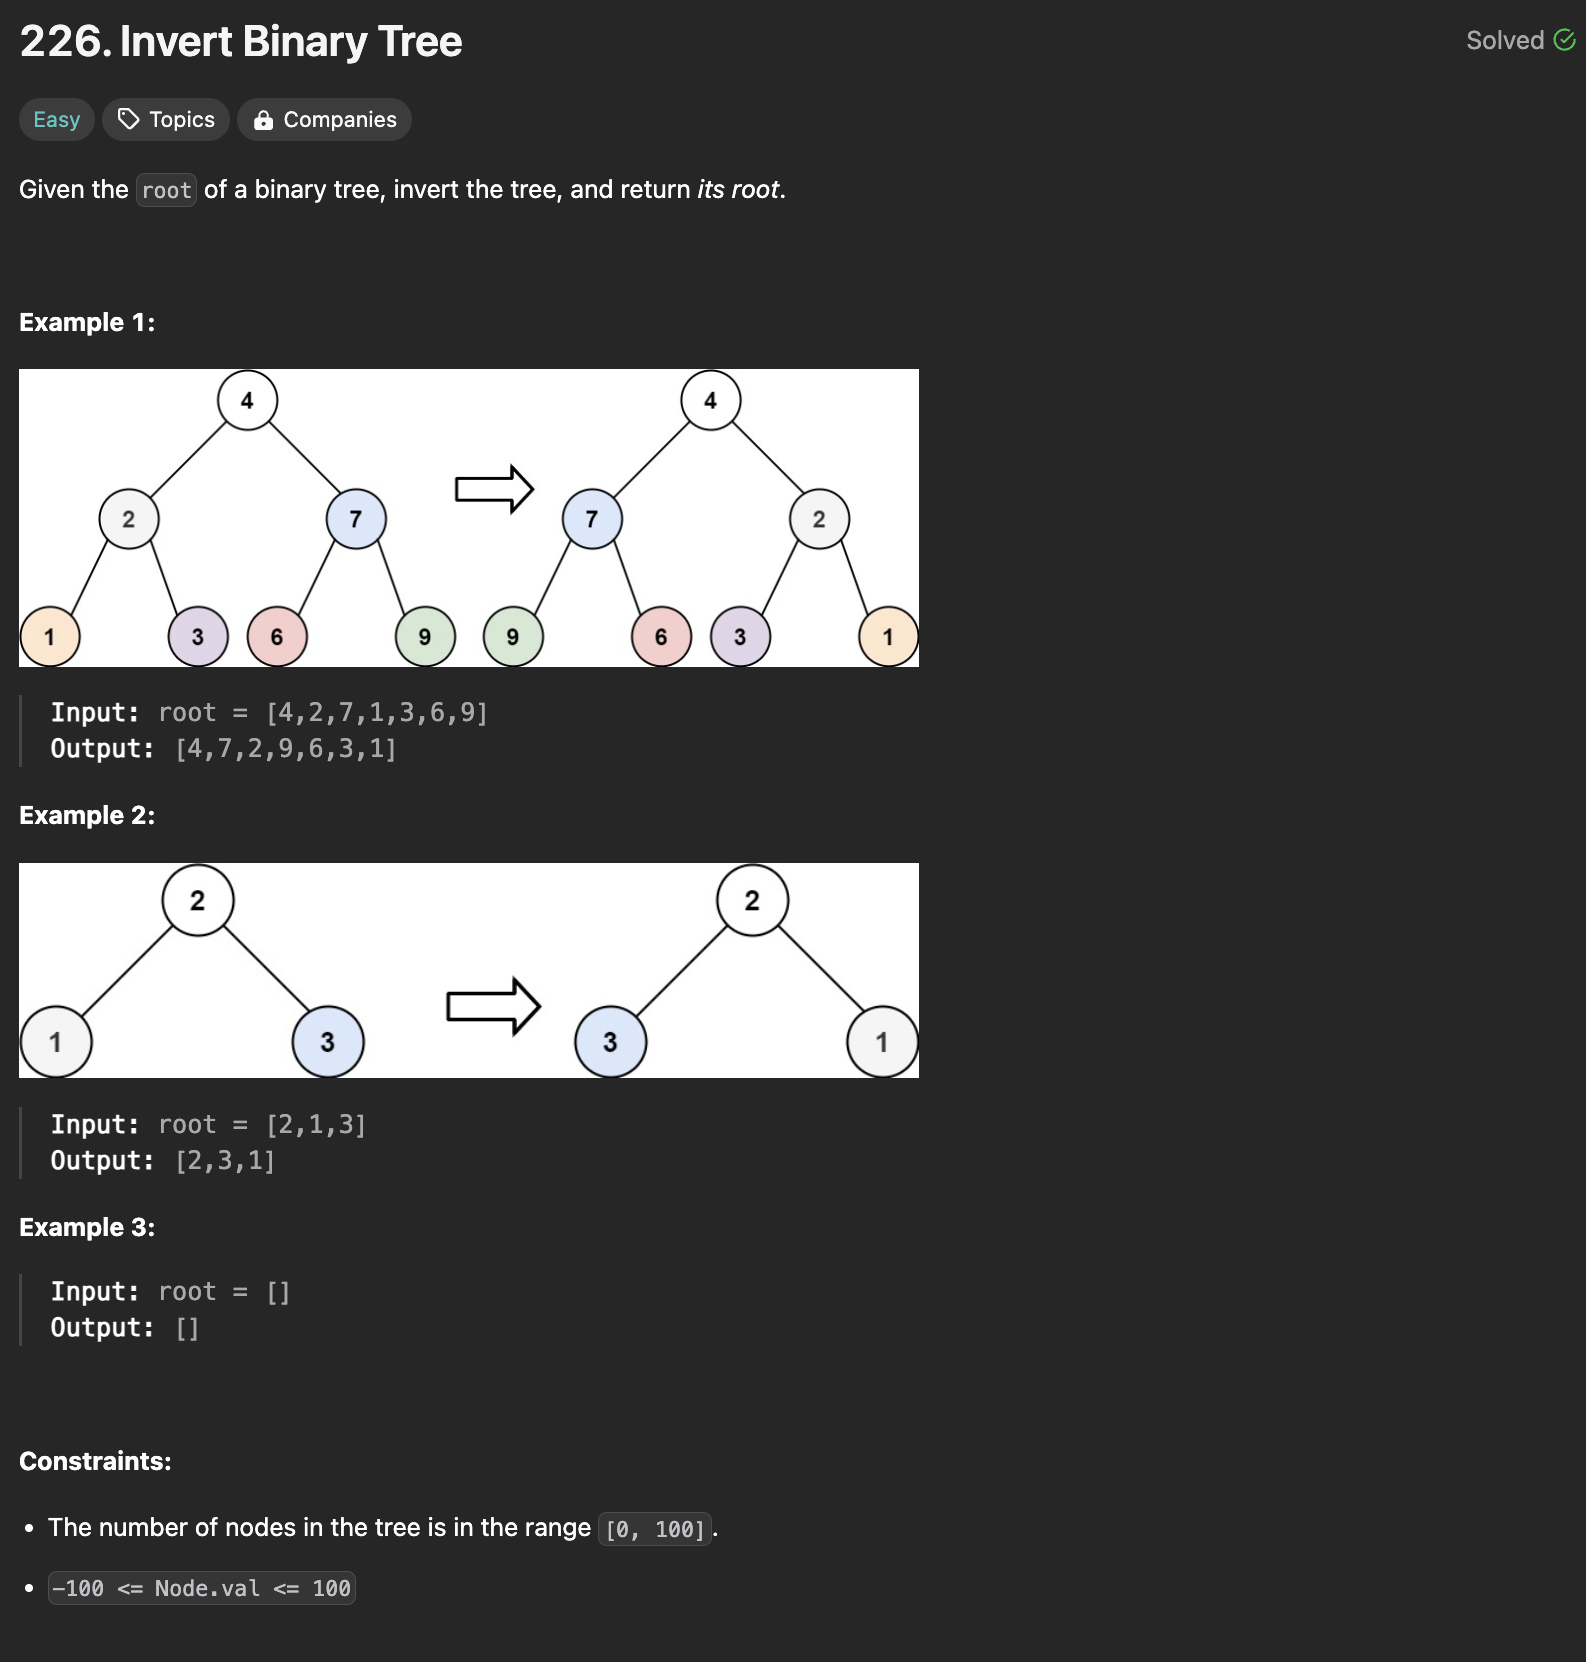 226. Invert Binary Tree
Solved
Easy Topics Companies
Given the root of a binary tree, invert the tree, and return its root.
Example 1:
4 4
2 7 7 2
1 3 6 9 9 6 3 1
Input: root = [4,2,7,1,3,6,9]
Output: [4,7,2,9,6,3,1]
Example 2:
2 2
1 3 3 1
Input: root = [2,1,3]
Output: [2,3,1]
Example 3:
Input: root = []
Output: []
Constraints:
• The number of nodes in the tree is in the range [0, 100].
• -100 <= Node.val <= 100